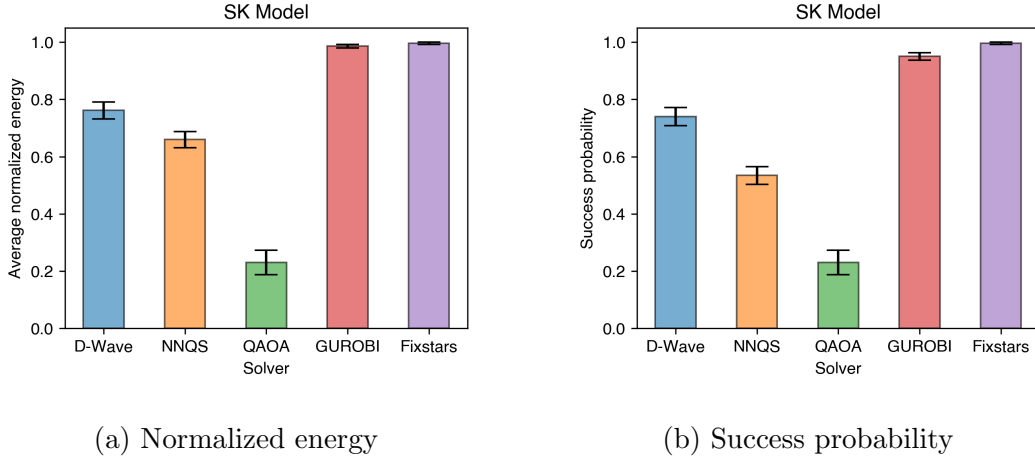 SK Model
Average normalized energy
1.0
0.8
0.6
0.4
0.2
0.0
D-Wave NNQS QAOA GUROBI Fixstars
Solver
(a) Normalized energy
SK Model
Success probability
1.0
0.8
0.6
0.4
0.2
0.0
D-Wave NNQS QAOA GUROBI Fixstars
Solver
(b) Success probability